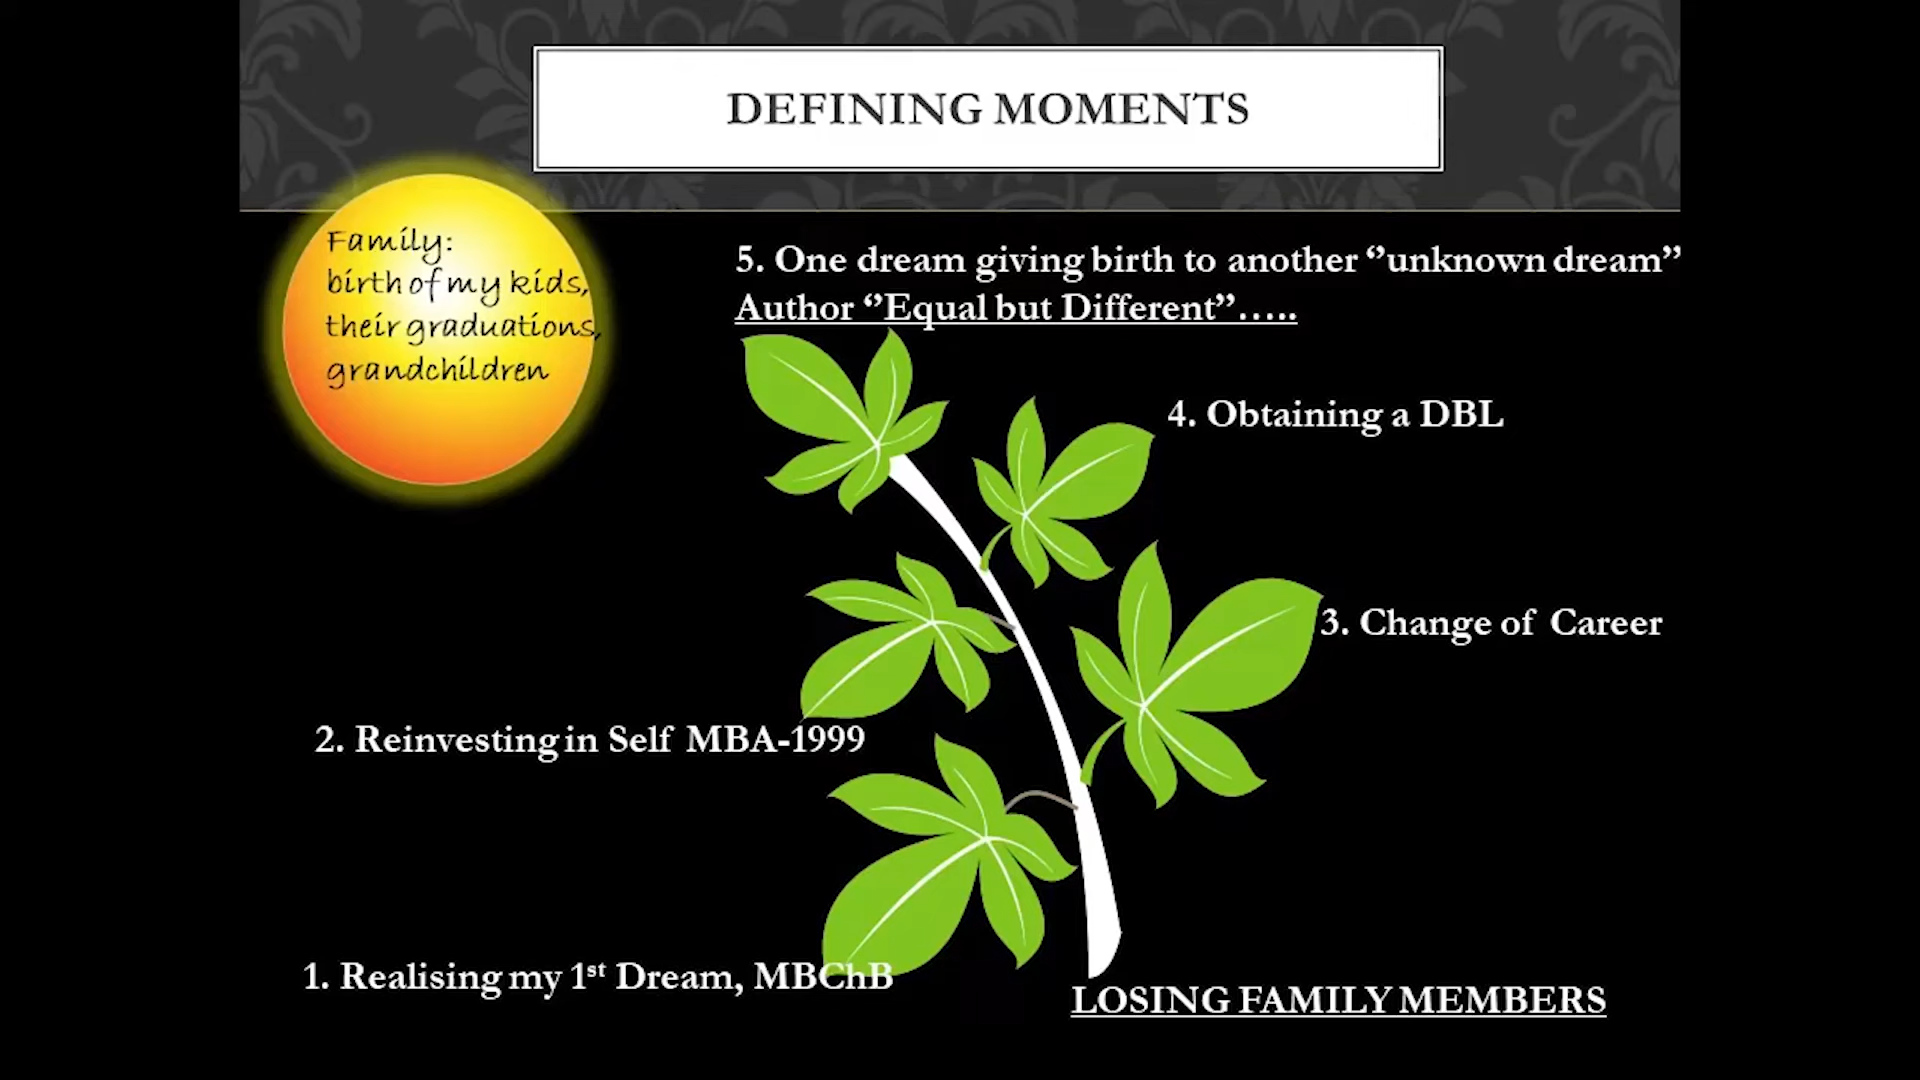 DEFINING MOMENTS
Family:
birth of my kids,
their graduations,
grandchildren
5. One dream giving birth to another ‘’unknown dream’’
Author ‘’Equal but Different’’…..
4. Obtaining a DBL
3. Change of Career
2. Reinvesting in Self MBA-1999
1. Realising my 1st Dream, MBChB
LOSING FAMILY MEMBERS